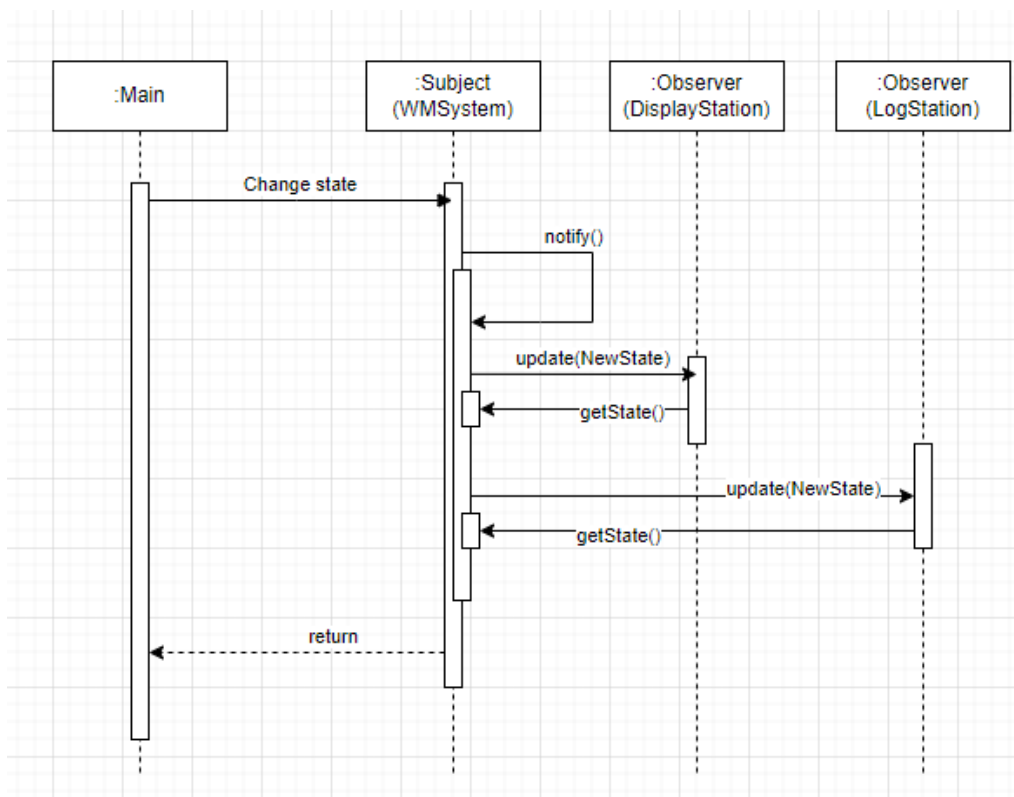 :Main
:Subject
(WMSystem)
:Observer
(DisplayStation)
:Observer
(LogStation)
Change state
notify()
update(NewState)
getState()
update(NewState)
getState()
return